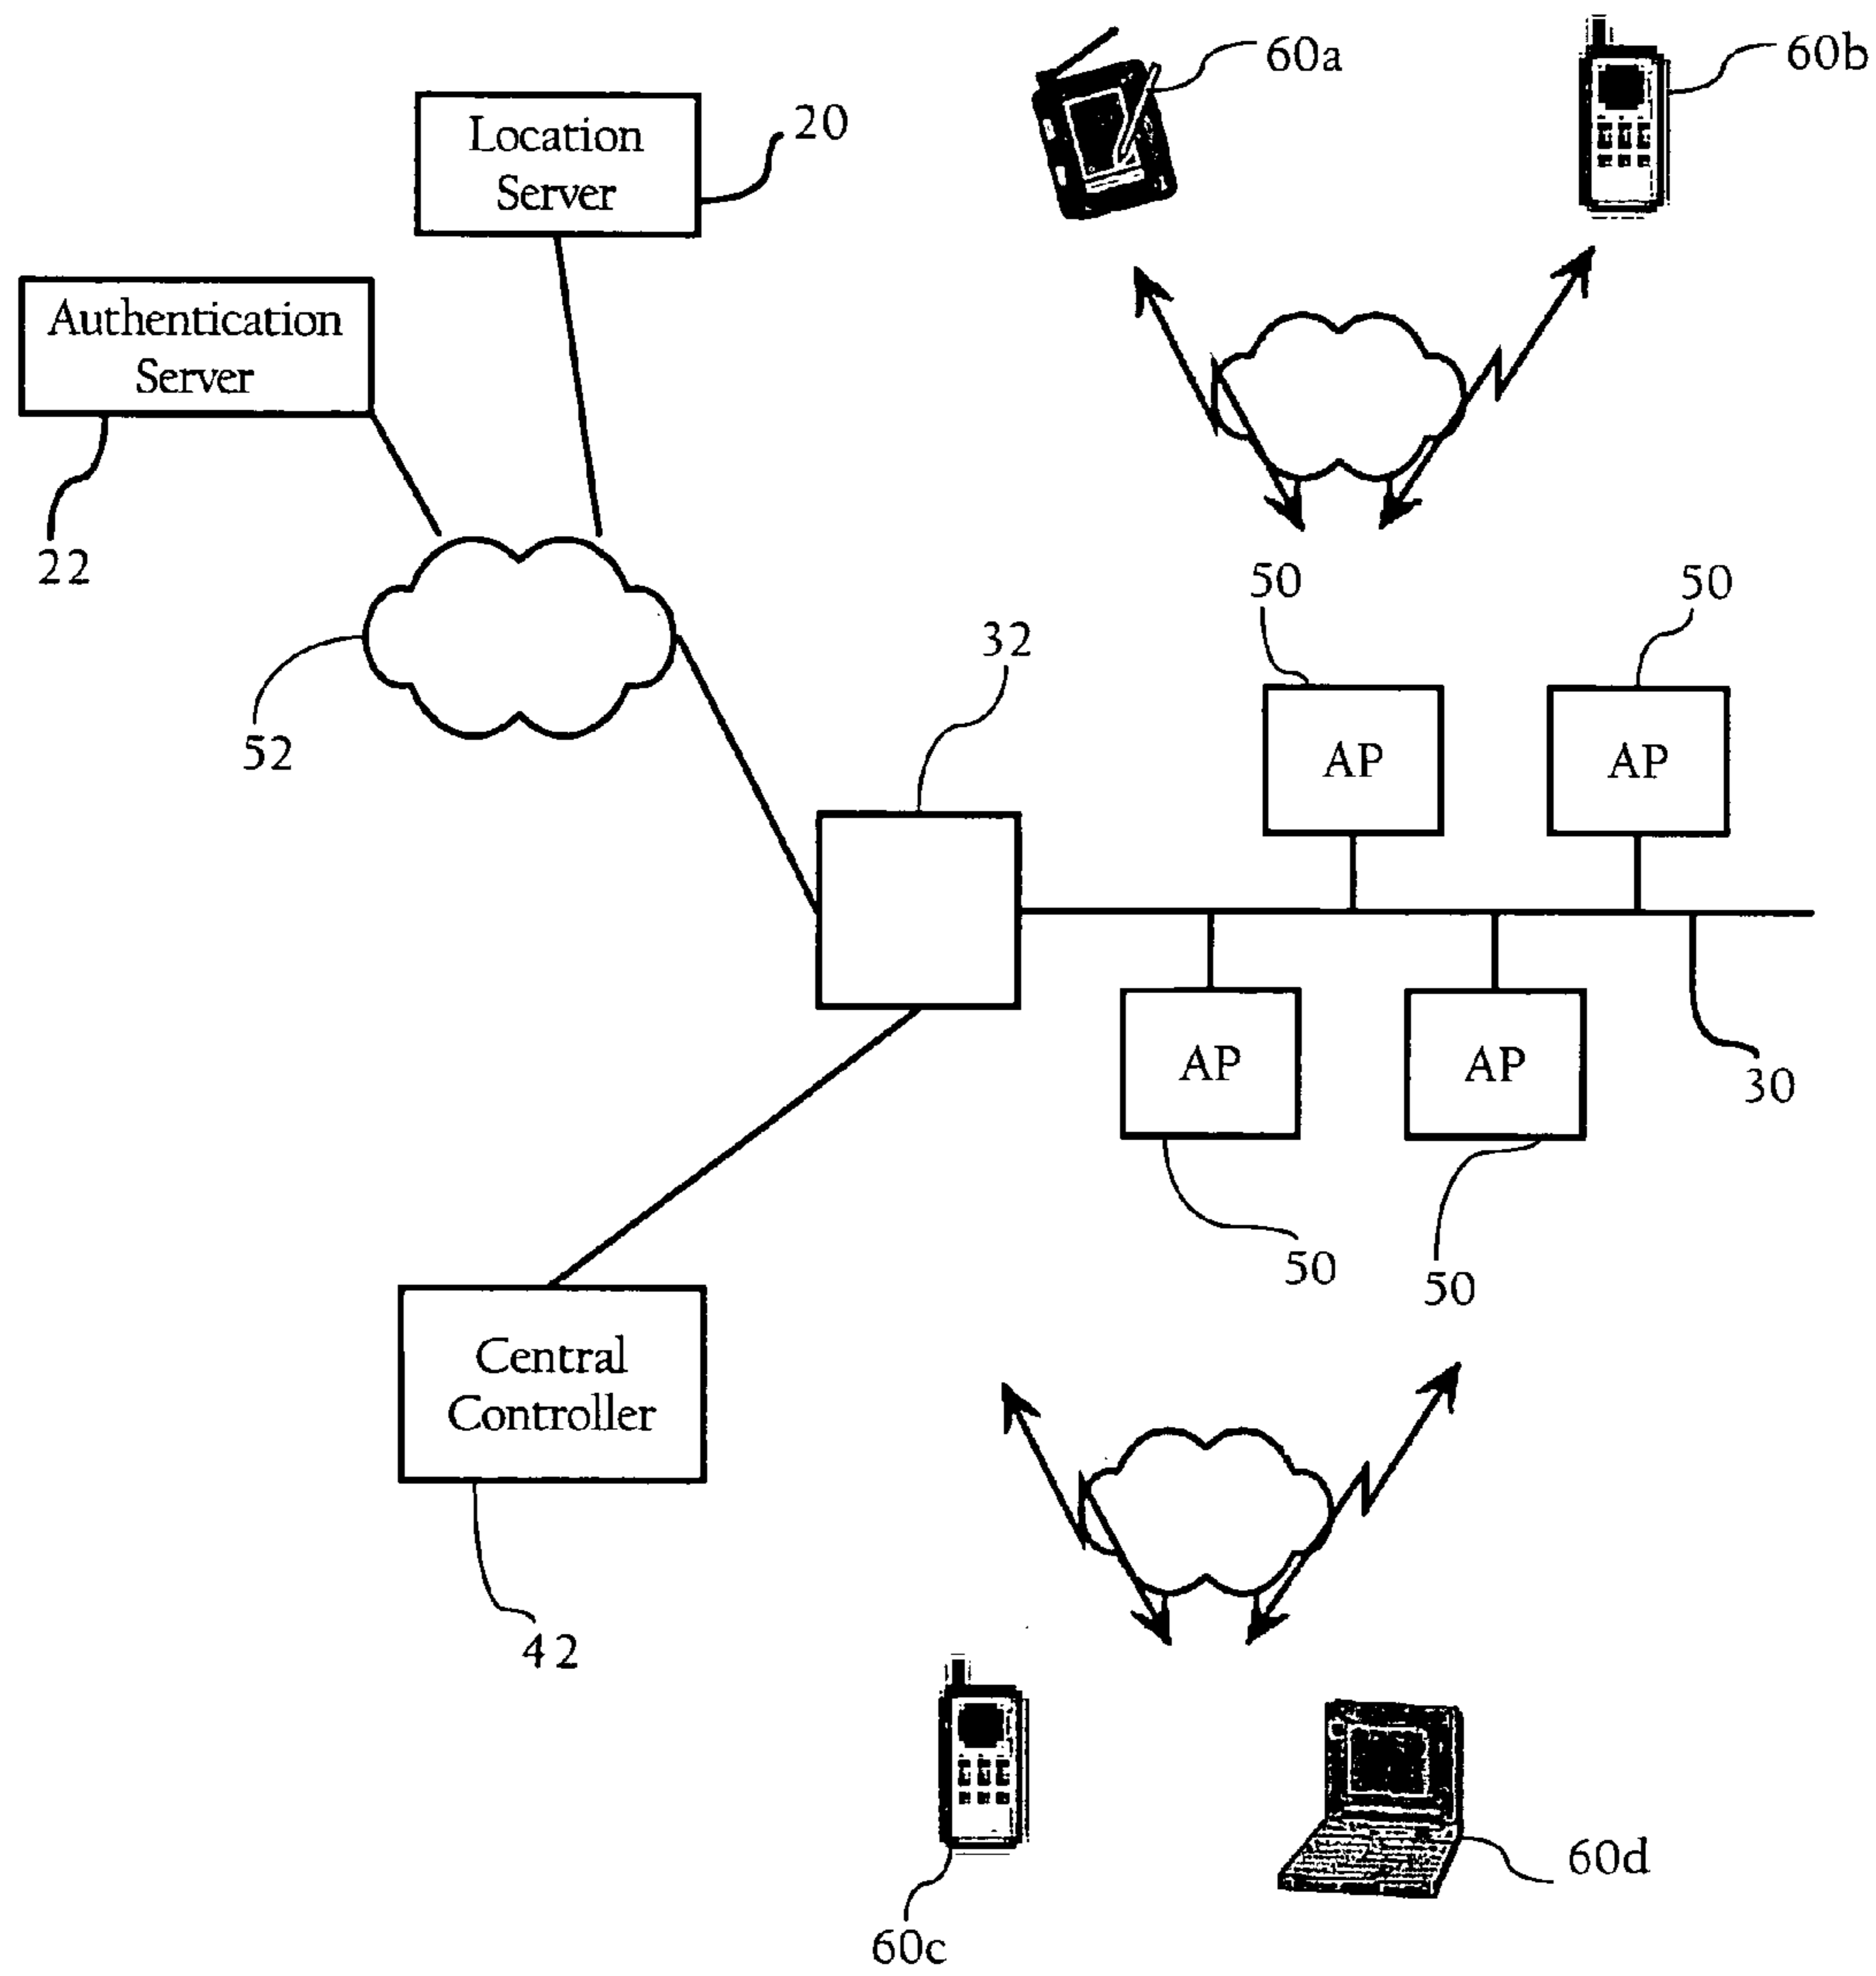 60a
60b
Location
Server
20
Authentication
Server
22
50
50
32
52
AP
AP
AP
AP
30
50
50
Central
Controller
42
60c
60d